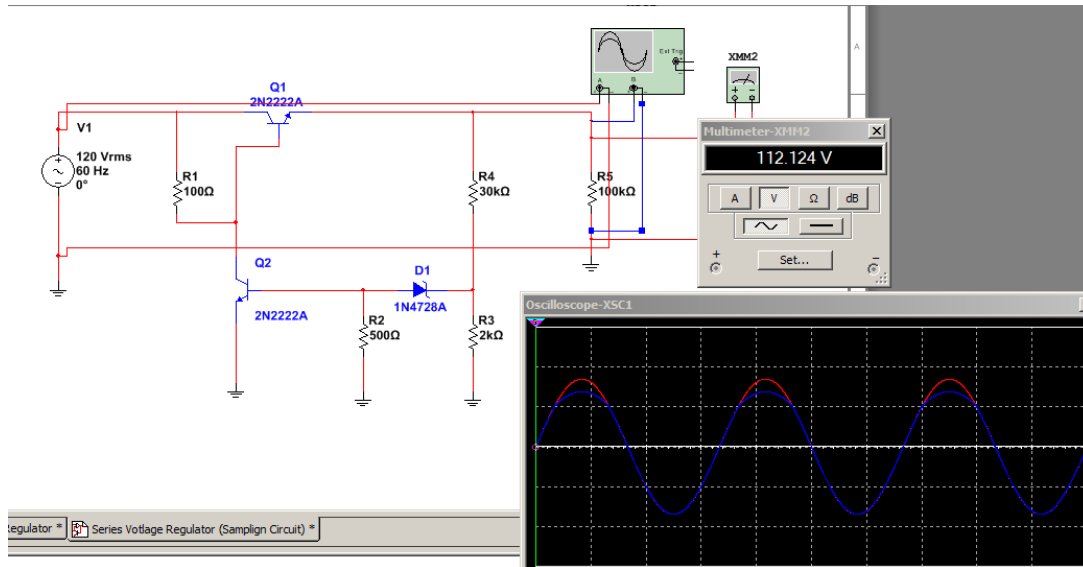 Ext Trig
A
B
A
XMM2
Q1
2N2222A
V1
120 Vrms
60 Hz
0°
R1
100Ω
R4
30kΩ
R5
100kΩ
Multimeter-XMM2
112.124 V
A
V
Ω
dB
Set...
Q2
2N2222A
D1
1N4728A
R2
500Ω
R3
2kΩ
Oscilloscope-XSC1
Regulator *
Series Votlage Regulator (Samplign Circuit) *